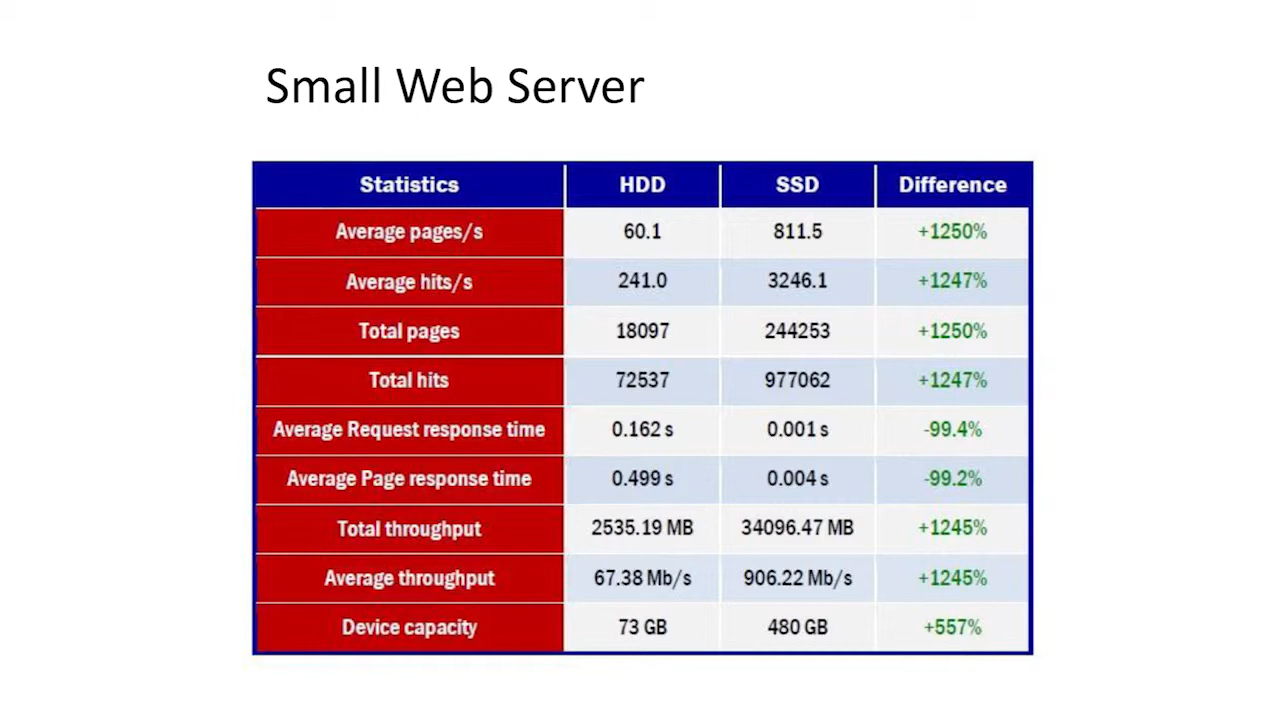 Small Web Server
Statistics HDD SSD Difference
Average pages/s 60.1 811.5 +1250%
Average hits/s 241.0 3246.1 +1247%
Total pages 18097 244253 +1250%
Total hits 72537 977062 +1247%
Average Request response time 0.162 s 0.001 s -99.4%
Average Page response time 0.499 s 0.004 s -99.2%
Total throughput 2535.19 MB 34096.47 MB +1245%
Average throughput 67.38 Mb/s 906.22 Mb/s +1245%
Device capacity 73 GB 480 GB +557%